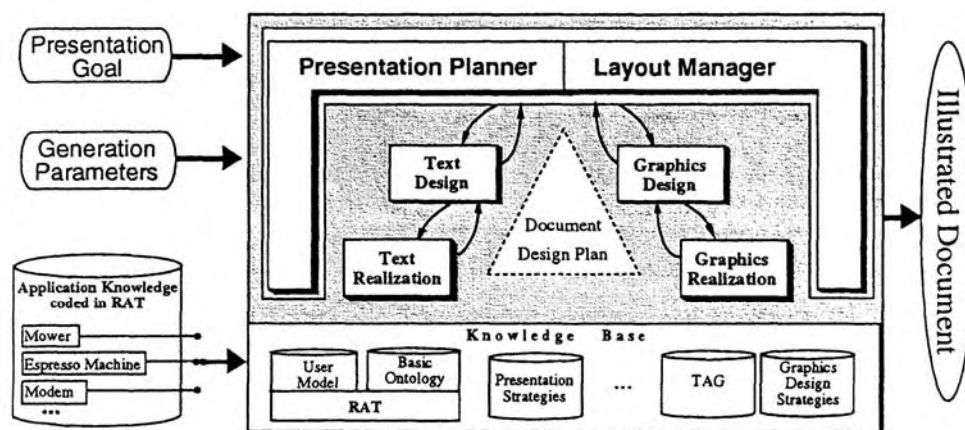 Presentation
Goal
Generation
Parameters
Application Knowledge
coded in RAT
Mower
Espresso Machine
Modem
...
Presentation Planner
Layout Manager
Text
Design
Graphics
Design
Text
Realization
Document
Design Plan
Graphics
Realization
Knowledge Base
User
Model
Basic
Ontology
RAT
Presentation
Strategies
...
TAG
Graphics
Design
Strategies
Illustrated Document